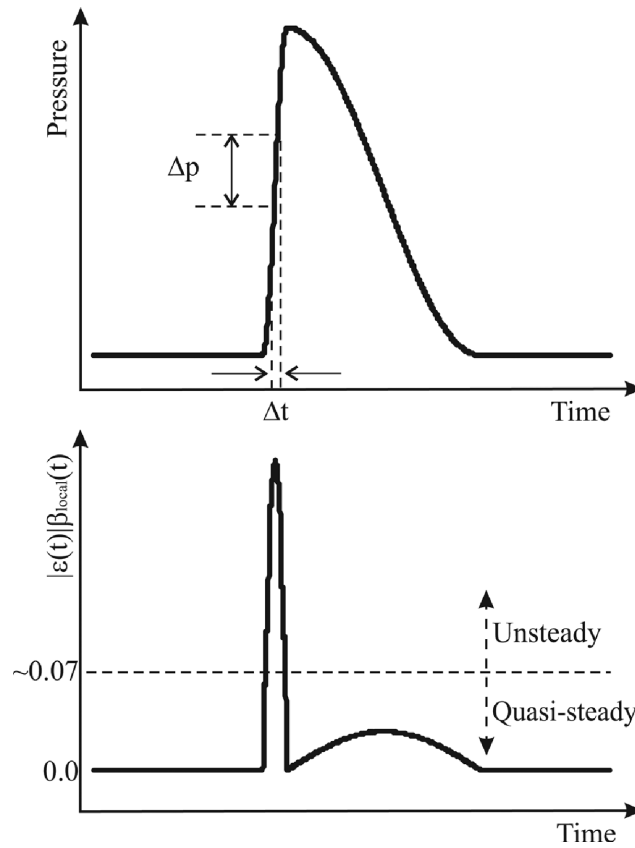 Pressure
Δp
Δt
Time
|ε(t)|β_local(t)
Unsteady
~0.07
Quasi-steady
0.0
Time